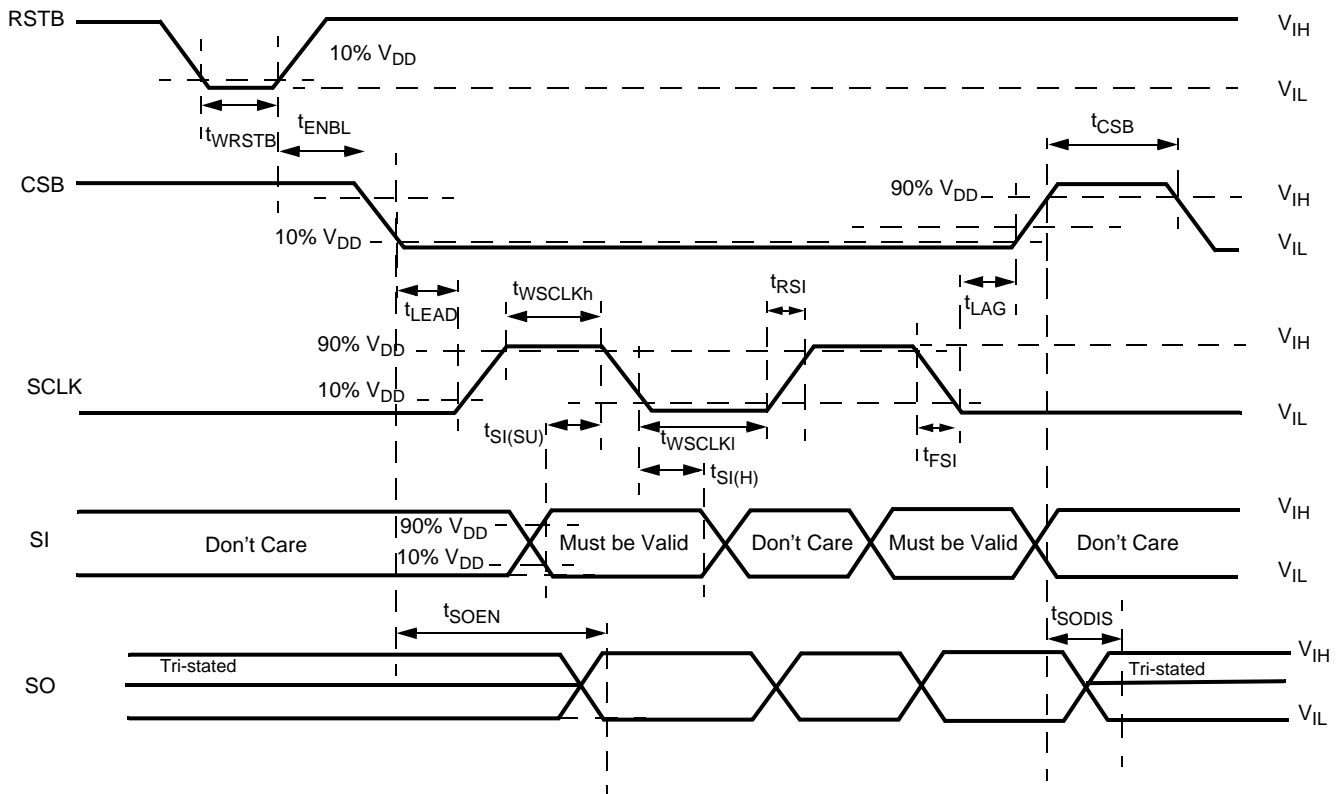 RSTB
V_IH
10% V_DD
V_IL
t_WRSTB
t_ENBL
t_CSB
CSB
90% V_DD
V_IH
10% V_DD
V_IL
t_LEAD
t_WSCLKh
t_RSI
t_LAG
90% V_DD
V_IH
SCLK
10% V_DD
V_IL
t_SI(SU)
t_WSCLKl
t_FSI
t_SI(H)
V_IH
SI
90% V_DD
Don't Care
Must be Valid
Don't Care
Must be Valid
Don't Care
10% V_DD
V_IL
t_SOEN
t_SODIS
V_IH
Tri-stated
Tri-stated
SO
V_IL